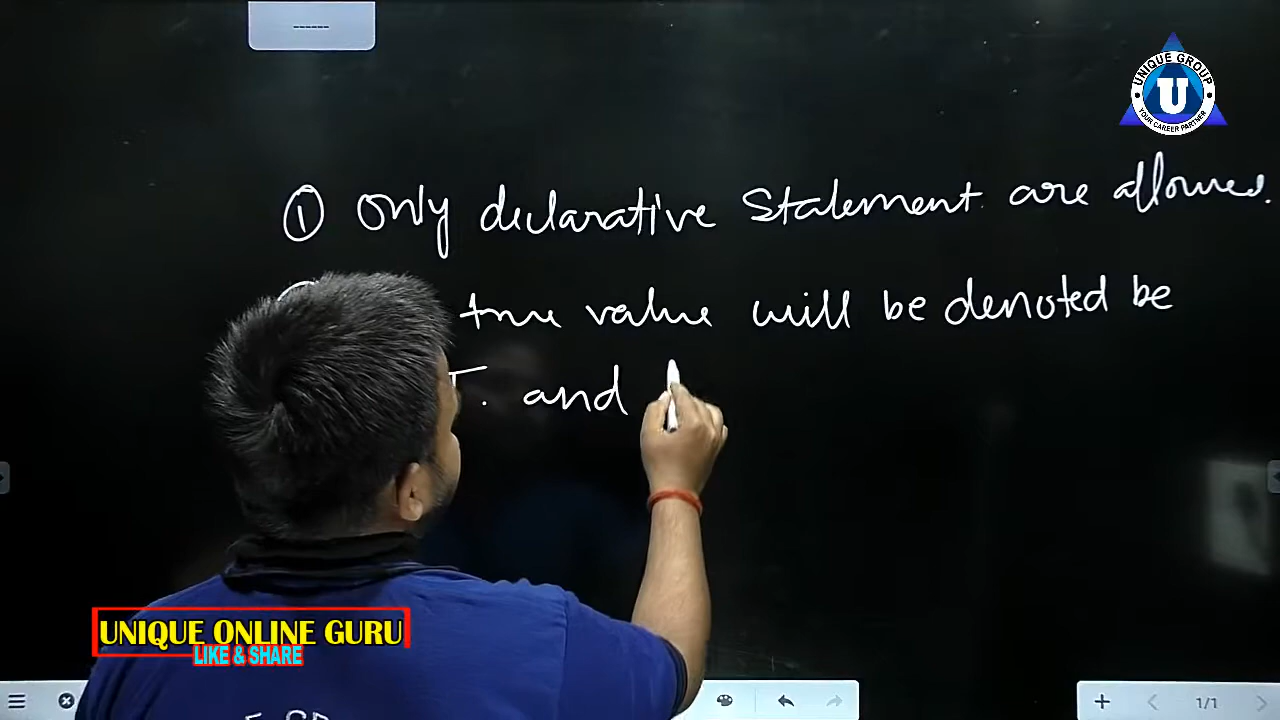 ------
UNIQUE GROUP
U
YOUR CAREER PARTNER
① Only declarative Statement are allowed.
true value will be denoted be
T. and
UNIQUE ONLINE GURU
LIKE & SHARE
1/1